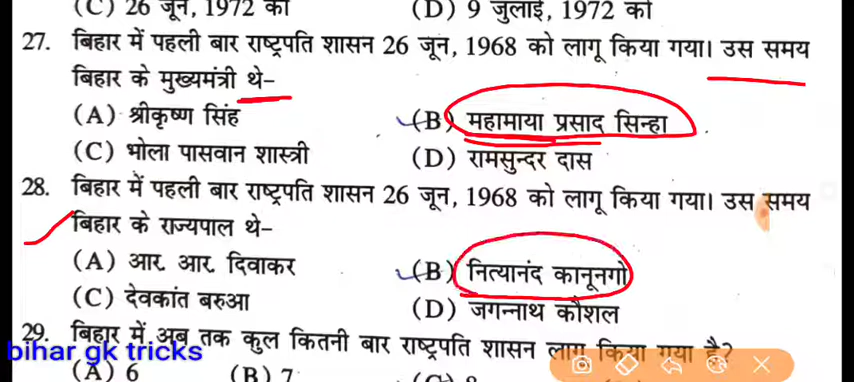 (C) 26 जून, 1972 को (D) 9 जुलाई, 1972 को
27. बिहार में पहली बार राष्ट्रपति शासन 26 जून, 1968 को लागू किया गया। उस समय
बिहार के मुख्यमंत्री थे–
(A) श्रीकृष्ण सिंह (B) महामाया प्रसाद सिन्हा
(C) भोला पासवान शास्त्री (D) रामसुन्दर दास
28. बिहार में पहली बार राष्ट्रपति शासन 26 जून, 1968 को लागू किया गया। उस समय
बिहार के राज्यपाल थे–
(A) आर. आर. दिवाकर (B) नित्यानंद कानूनगो
(C) देवकांत बरुआ (D) जगन्नाथ कौशल
29. बिहार में अब तक कुल कितनी बार राष्ट्रपति शासन लागू किया गया है?
bihar gk tricks
(A) 6 (B) 7